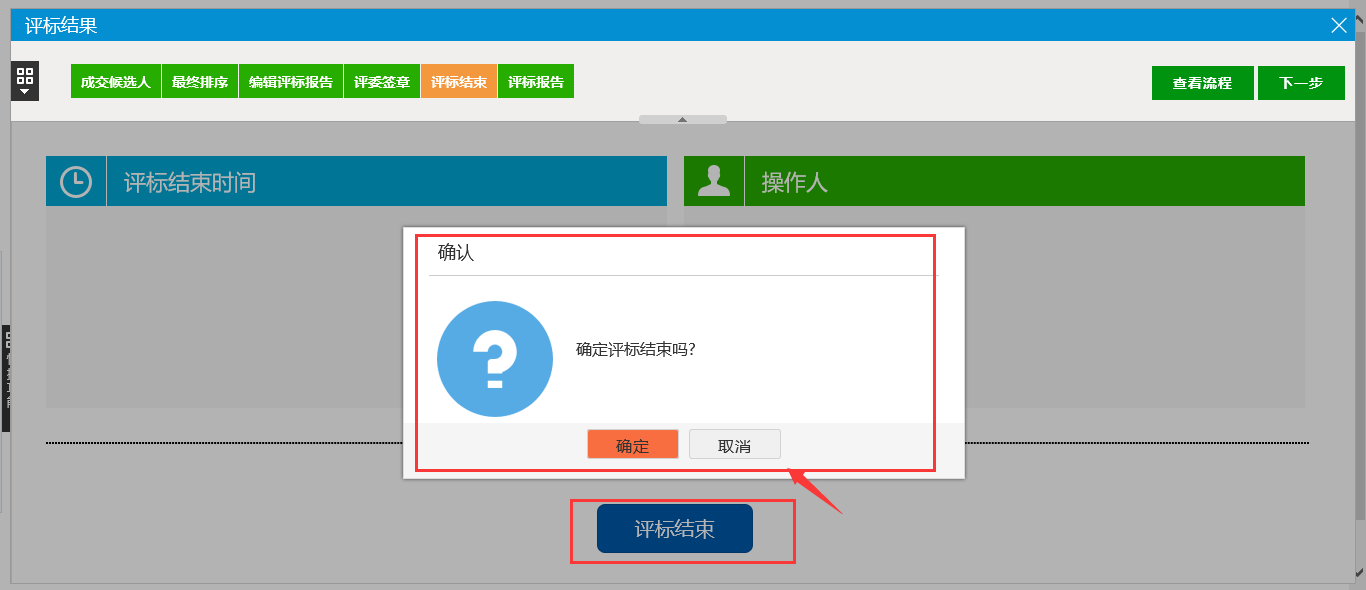 评标结果
成交候选人 最终排序 编辑评标报告 评委签章 评标结束 评标报告 查看流程 下一步
评标结束时间 操作人
确认
确定评标结束吗?
确定 取消
评标结束